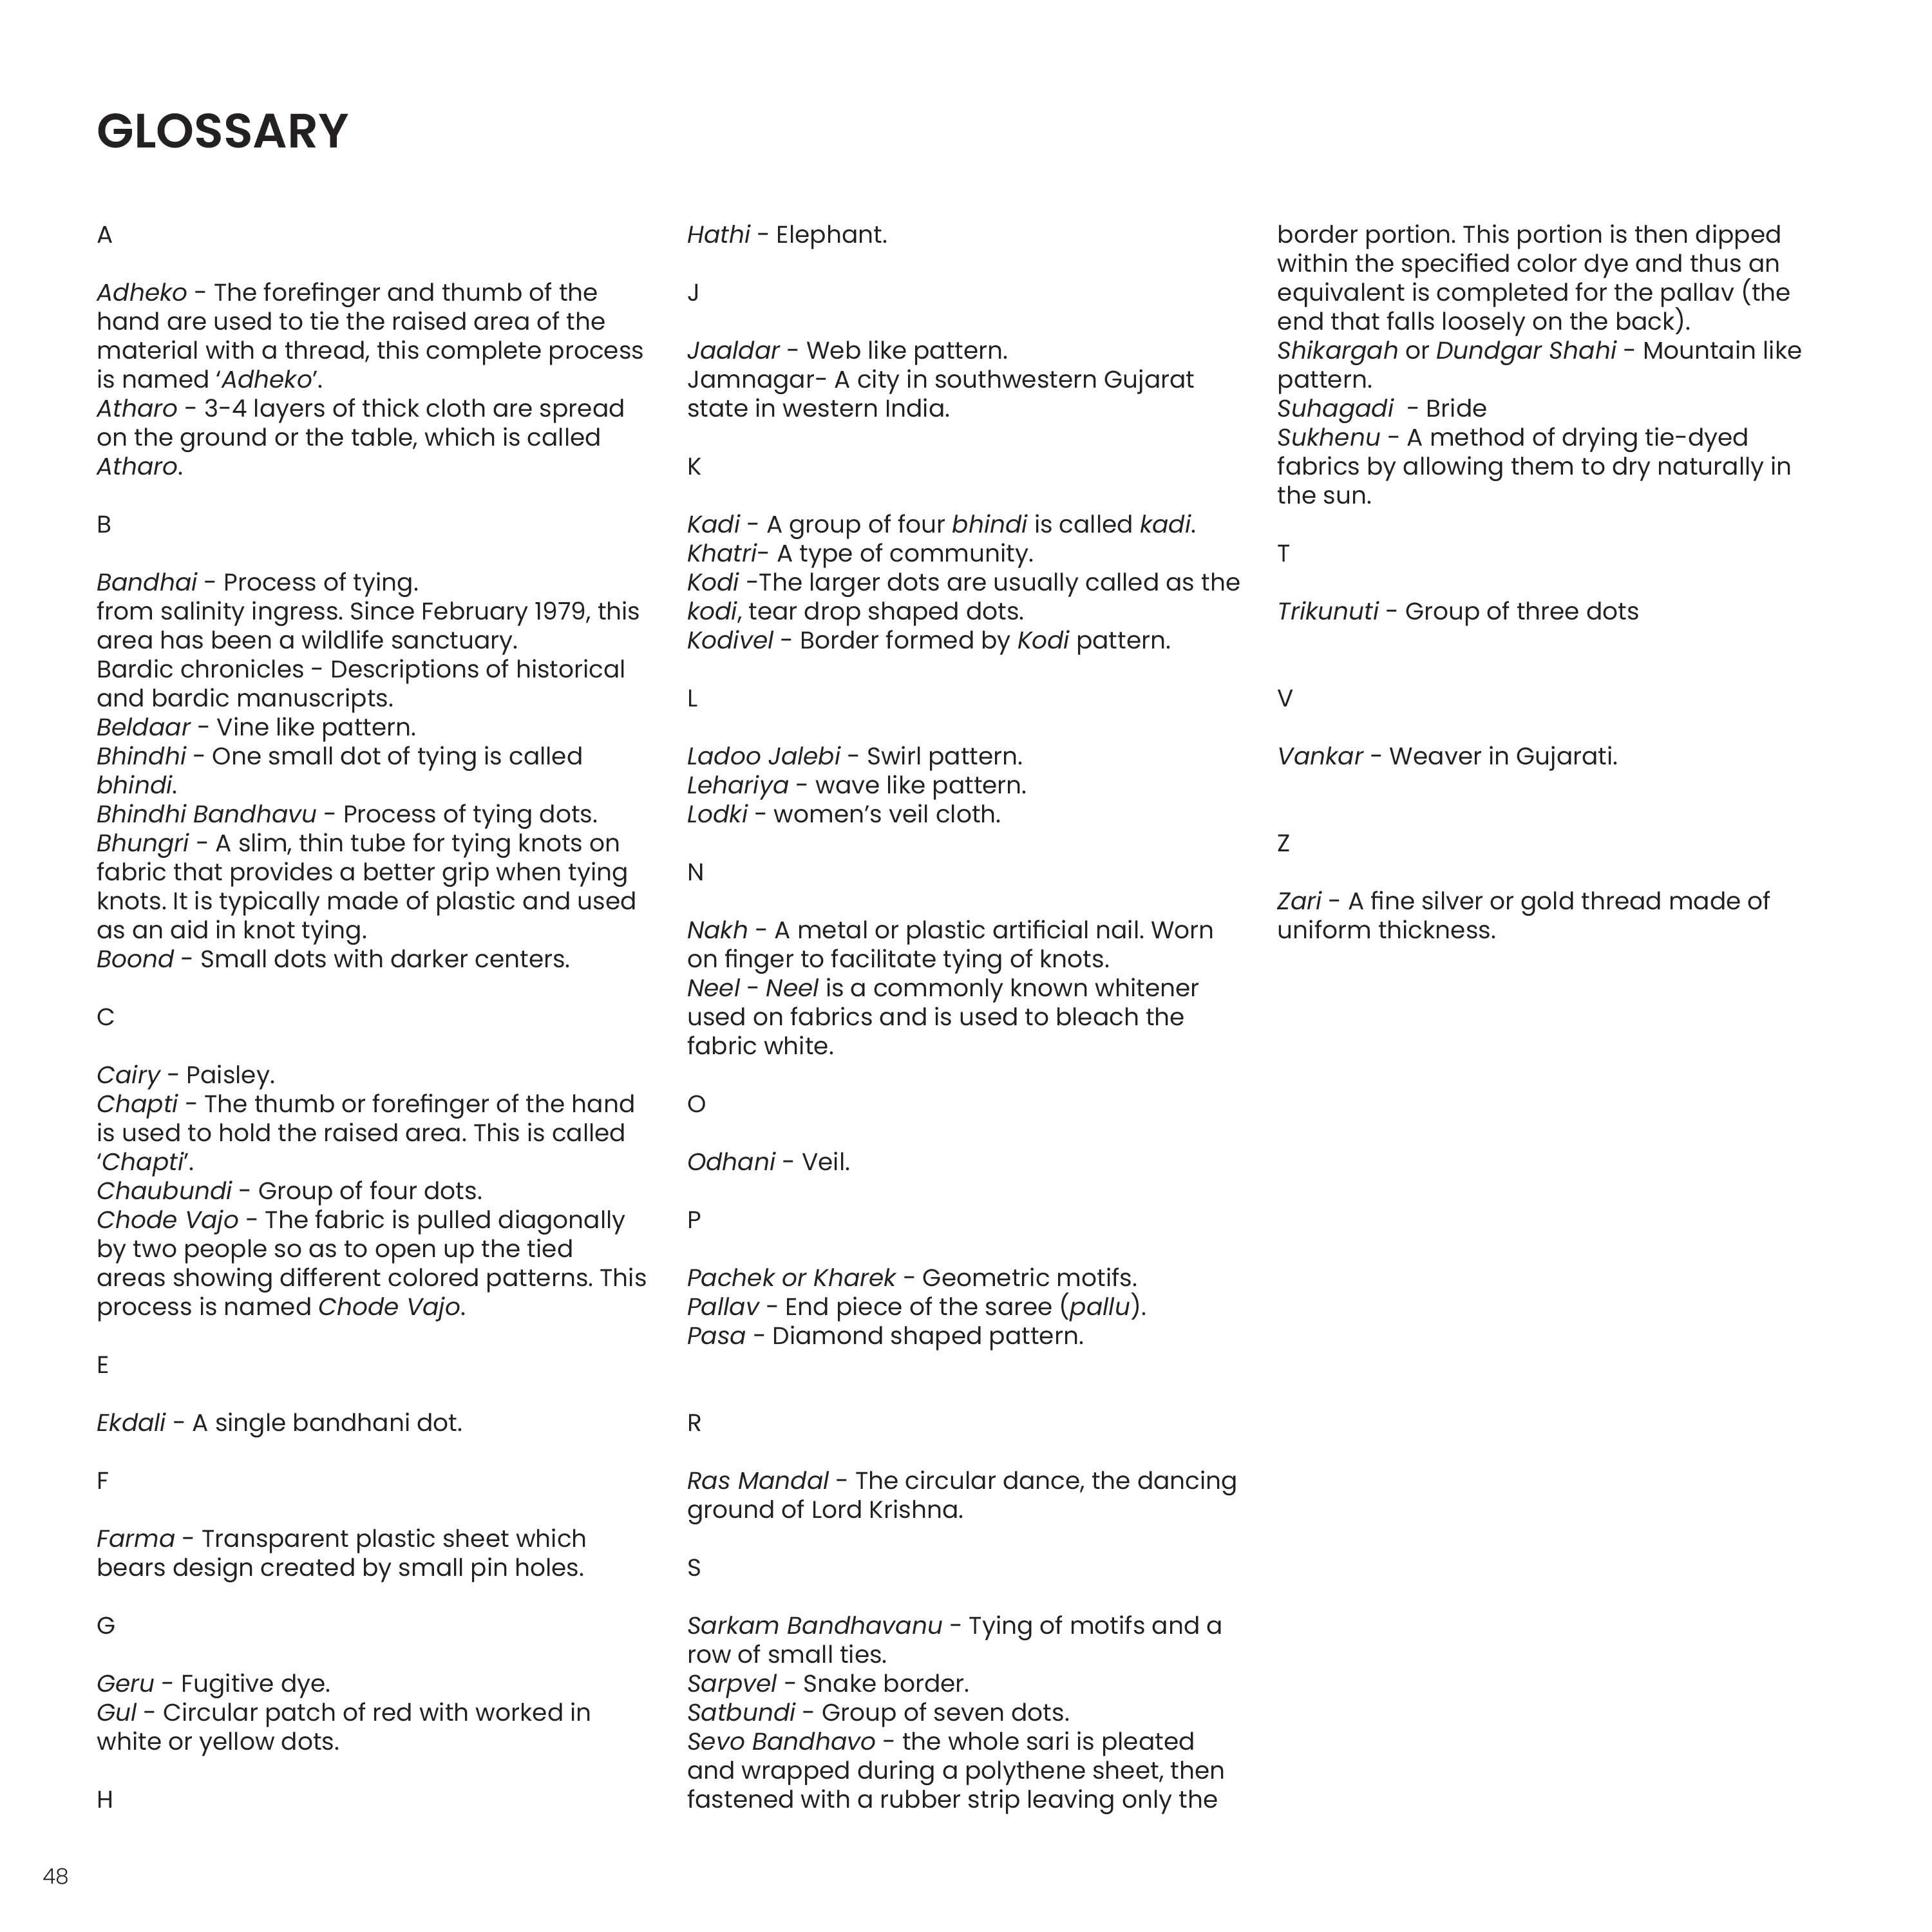 GLOSSARY
A
Adheko - The forefinger and thumb of the
hand are used to tie the raised area of the
material with a thread, this complete process
is named ‘Adheko’.
Atharo - 3-4 layers of thick cloth are spread
on the ground or the table, which is called
Atharo.
B
Bandhai - Process of tying.
from salinity ingress. Since February 1979, this
area has been a wildlife sanctuary.
Bardic chronicles - Descriptions of historical
and bardic manuscripts.
Beldaar - Vine like pattern.
Bhindhi - One small dot of tying is called
bhindi.
Bhindhi Bandhavu - Process of tying dots.
Bhungri - A slim, thin tube for tying knots on
fabric that provides a better grip when tying
knots. It is typically made of plastic and used
as an aid in knot tying.
Boond - Small dots with darker centers.
C
Cairy - Paisley.
Chapti - The thumb or forefinger of the hand
is used to hold the raised area. This is called
‘Chapti’.
Chaubundi - Group of four dots.
Chode Vajo - The fabric is pulled diagonally
by two people so as to open up the tied
areas showing different colored patterns. This
process is named Chode Vajo.
E
Ekdali - A single bandhani dot.
F
Farma - Transparent plastic sheet which
bears design created by small pin holes.
G
Geru - Fugitive dye.
Gul - Circular patch of red with worked in
white or yellow dots.
H
Hathi - Elephant.
J
Jaaldar - Web like pattern.
Jamnagar- A city in southwestern Gujarat
state in western India.
K
Kadi - A group of four bhindi is called kadi.
Khatri- A type of community.
Kodi -The larger dots are usually called as the
kodi, tear drop shaped dots.
Kodivel - Border formed by Kodi pattern.
L
Ladoo Jalebi - Swirl pattern.
Lehariya - wave like pattern.
Lodki - women’s veil cloth.
N
Nakh - A metal or plastic artificial nail. Worn
on finger to facilitate tying of knots.
Neel - Neel is a commonly known whitener
used on fabrics and is used to bleach the
fabric white.
O
Odhani - Veil.
P
Pachek or Kharek - Geometric motifs.
Pallav - End piece of the saree (pallu).
Pasa - Diamond shaped pattern.
R
Ras Mandal - The circular dance, the dancing
ground of Lord Krishna.
S
Sarkam Bandhavanu - Tying of motifs and a
row of small ties.
Sarpvel - Snake border.
Satbundi - Group of seven dots.
Sevo Bandhavo - the whole sari is pleated
and wrapped during a polythene sheet, then
fastened with a rubber strip leaving only the
border portion. This portion is then dipped
within the specified color dye and thus an
equivalent is completed for the pallav (the
end that falls loosely on the back).
Shikargah or Dundgar Shahi - Mountain like
pattern.
Suhagadi  - Bride
Sukhenu - A method of drying tie-dyed
fabrics by allowing them to dry naturally in
the sun.
T
Trikunuti - Group of three dots
V
Vankar - Weaver in Gujarati.
Z
Zari - A fine silver or gold thread made of
uniform thickness.
48